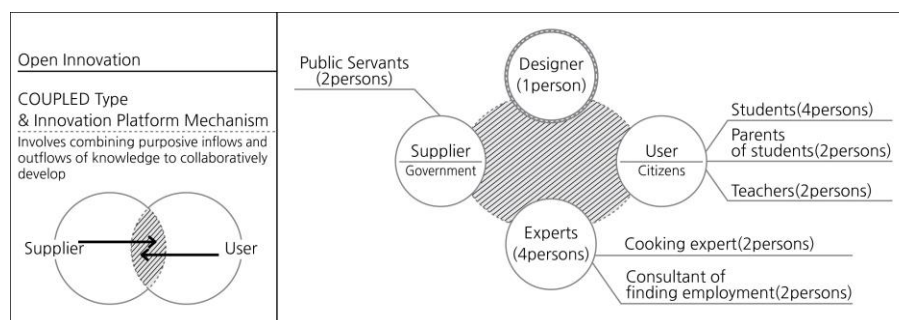 Open Innovation
COUPLED Type
& Innovation Platform Mechanism
Involves combining purposive inflows and
outflows of knowledge to collaboratively
develop
Supplier
User
Public Servants
(2persons)
Designer
(1person)
Supplier
Government
User
Citizens
Students(4persons)
Parents
of students(2persons)
Teachers(2persons)
Experts
(4persons)
Cooking expert(2persons)
Consultant of
finding employment(2persons)